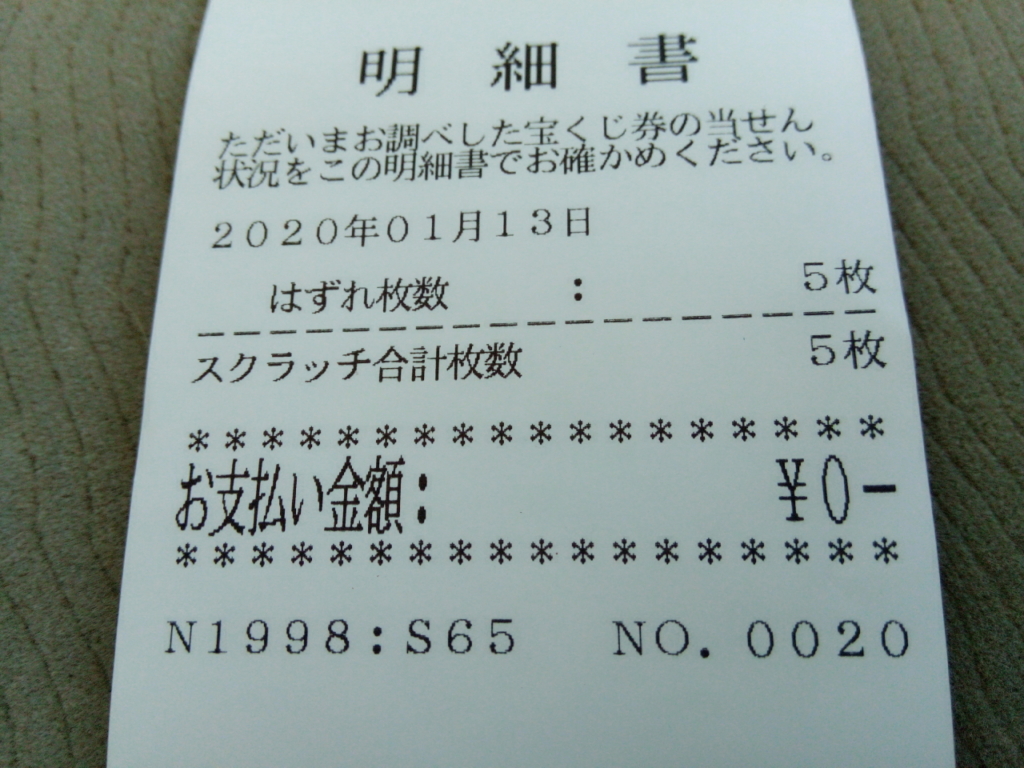 明細書
ただいまお調べした宝くじ券の当せん
状況をこの明細書でお確かめください。
2020年01月13日
はずれ枚数 : 5枚
スクラッチ合計枚数 5枚
******************
お支払い金額: ¥0-
******************
N1998:S65 NO.0020